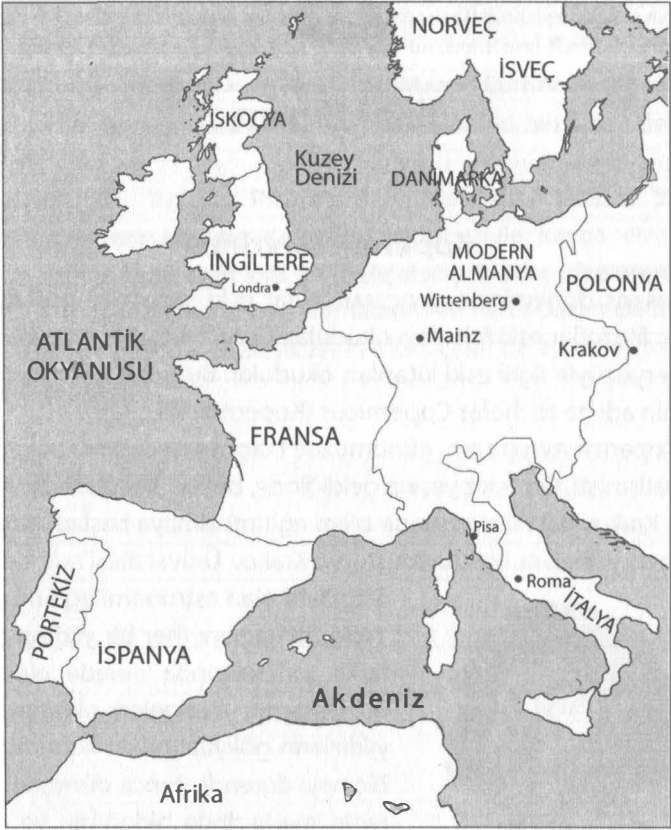 NORVEÇ
İSVEÇ
İSKOÇYA
Kuzey
Denizi
DANİMARKA
İNGİLTERE
Londra
MODERN
ALMANYA
POLONYA
Wittenberg
ATLANTİK
OKYANUSU
Mainz
Krakov
FRANSA
Pisa
Roma
İTALYA
PORTEKİZ
İSPANYA
Akdeniz
Afrika